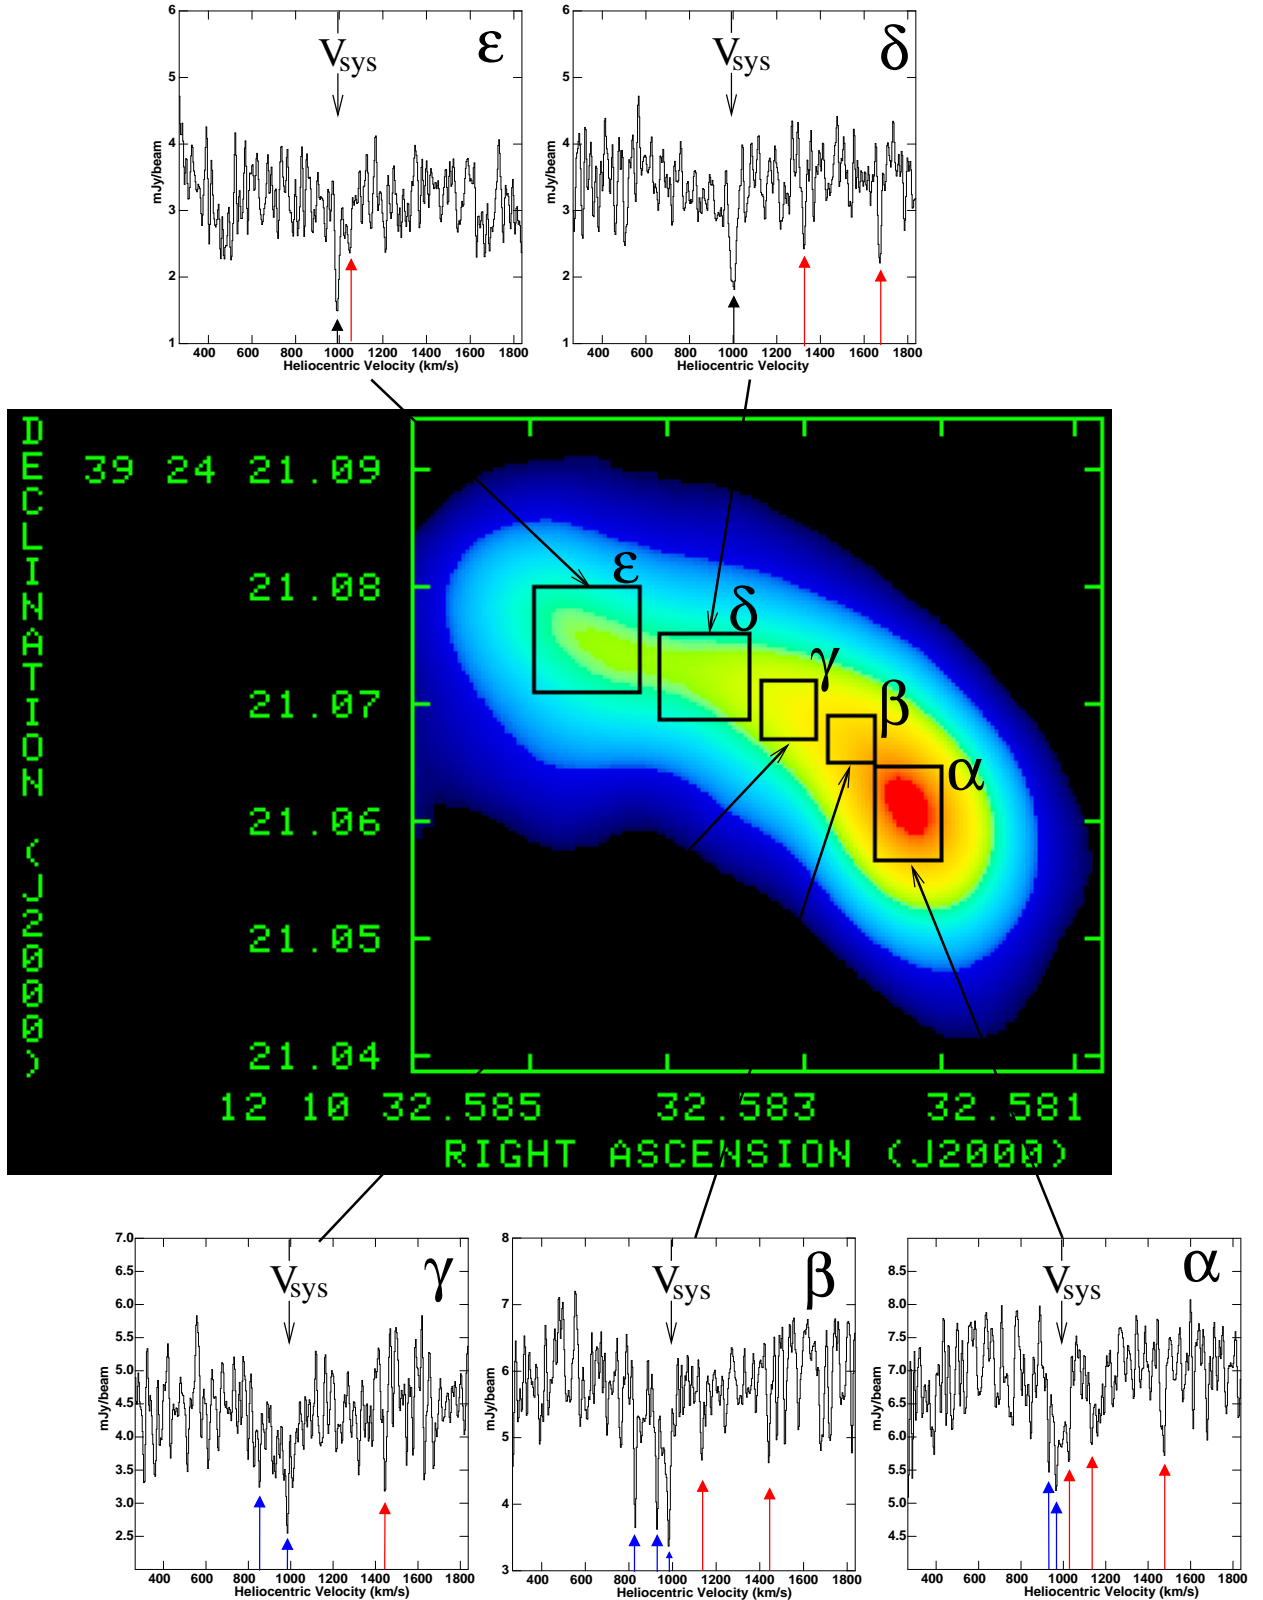 6
5
4
3
2
1
mJy/beam
V_sys
ε
400 600 800 1000 1200 1400 1600 1800
Heliocentric Velocity (km/s)
6
5
4
3
2
1
mJy/beam
V_sys
δ
400 600 800 1000 1200 1400 1600 1800
Heliocentric Velocity
DECLINATION (J2000)
39 24 21.09
21.08
21.07
21.06
21.05
21.04
ε
δ
γ
β
α
12 10 32.585 32.583 32.581
RIGHT ASCENSION (J2000)
7.0
6.5
6.0
5.5
5.0
4.5
4.0
3.5
3.0
2.5
mJy/beam
V_sys
γ
400 600 800 1000 1200 1400 1600 1800
Heliocentric Velocity (km/s)
8
7
6
5
4
3
mJy/beam
V_sys
β
400 600 800 1000 1200 1400 1600 1800
Heliocentric Velocity (km/s)
8.5
8.0
7.5
7.0
6.5
6.0
5.5
5.0
4.5
mJy/beam
V_sys
α
400 600 800 1000 1200 1400 1600 1800
Heliocentric Velocity (km/s)